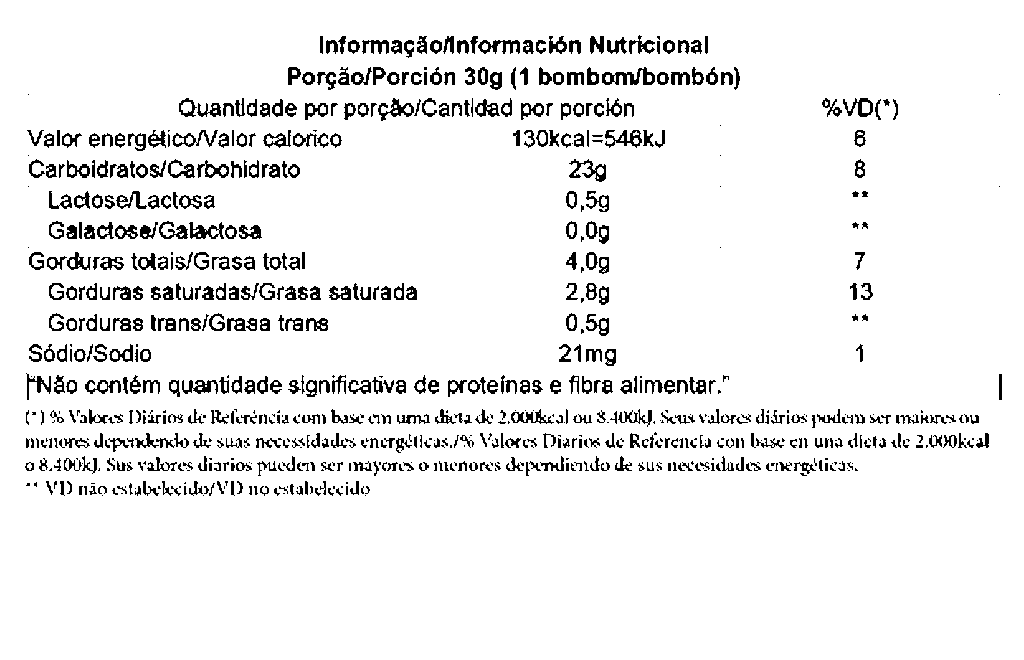 Informação/Información Nutricional
Porção/Porción 30g (1 bombom/bombón)
Quantidade por porção/Cantidad por porción %VD(*)
Valor energético/Valor calorico 130kcal=546kJ 6
Carboidratos/Carbohidrato 23g 8
Lactose/Lactosa 0,5g **
Galactose/Galactosa 0,0g **
Gorduras totais/Grasa total 4,0g 7
Gorduras saturadas/Grasa saturada 2,8g 13
Gorduras trans/Grasa trans 0,5g **
Sódio/Sodio 21mg 1
"Não contém quantidade significativa de proteínas e fibra alimentar."
(*) % Valores Diários de Referência com base em uma dieta de 2.000kcal ou 8.400kJ. Seus valores diários podem ser maiores ou
menores dependendo de suas necessidades energéticas./% Valores Diarios de Referencia con base en una dieta de 2.000kcal
o 8.400kJ. Sus valores diarios pueden ser mayores o menores dependiendo de sus necesidades energéticas.
** VD não estabelecido/VD no estabelecido